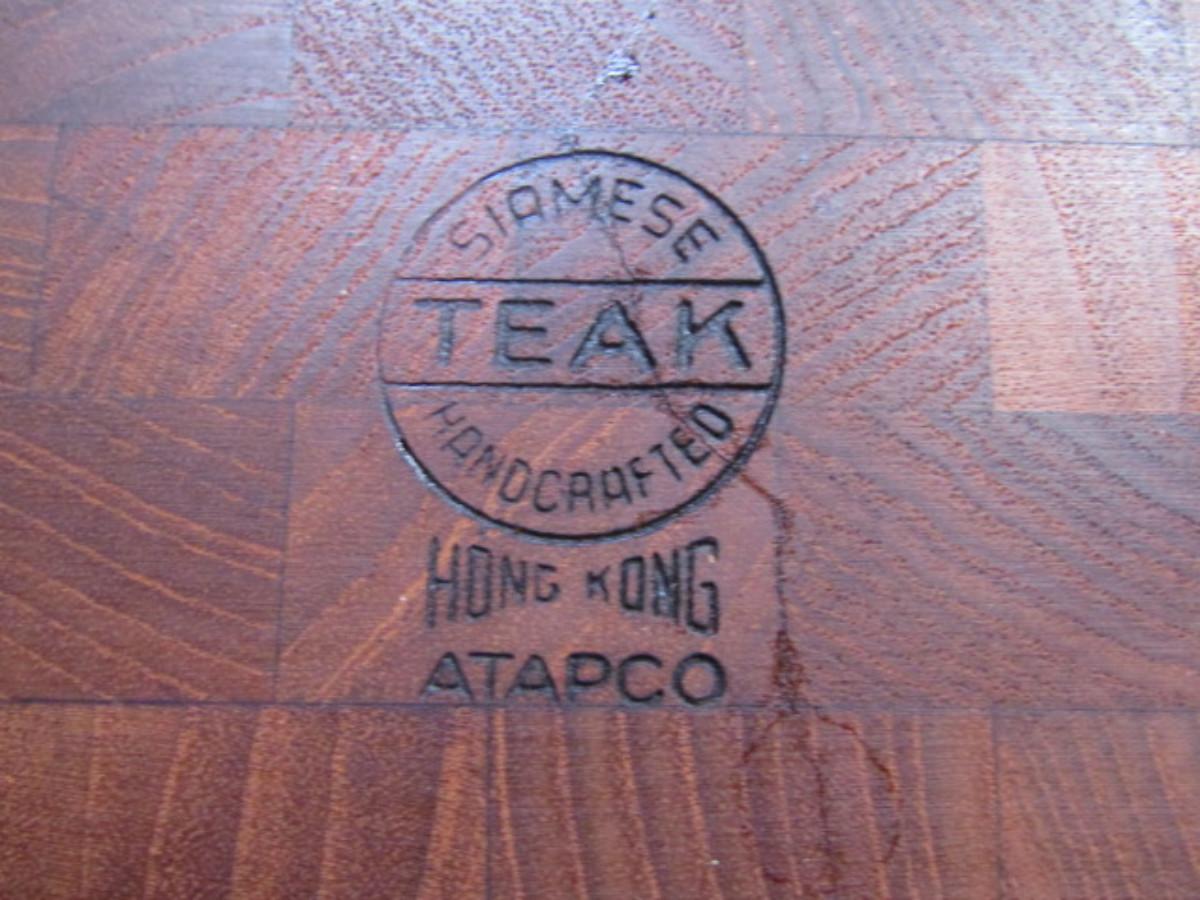 SIAMESE
TEAK
HANDCRAFTED
HONG KONG
ATAPCO